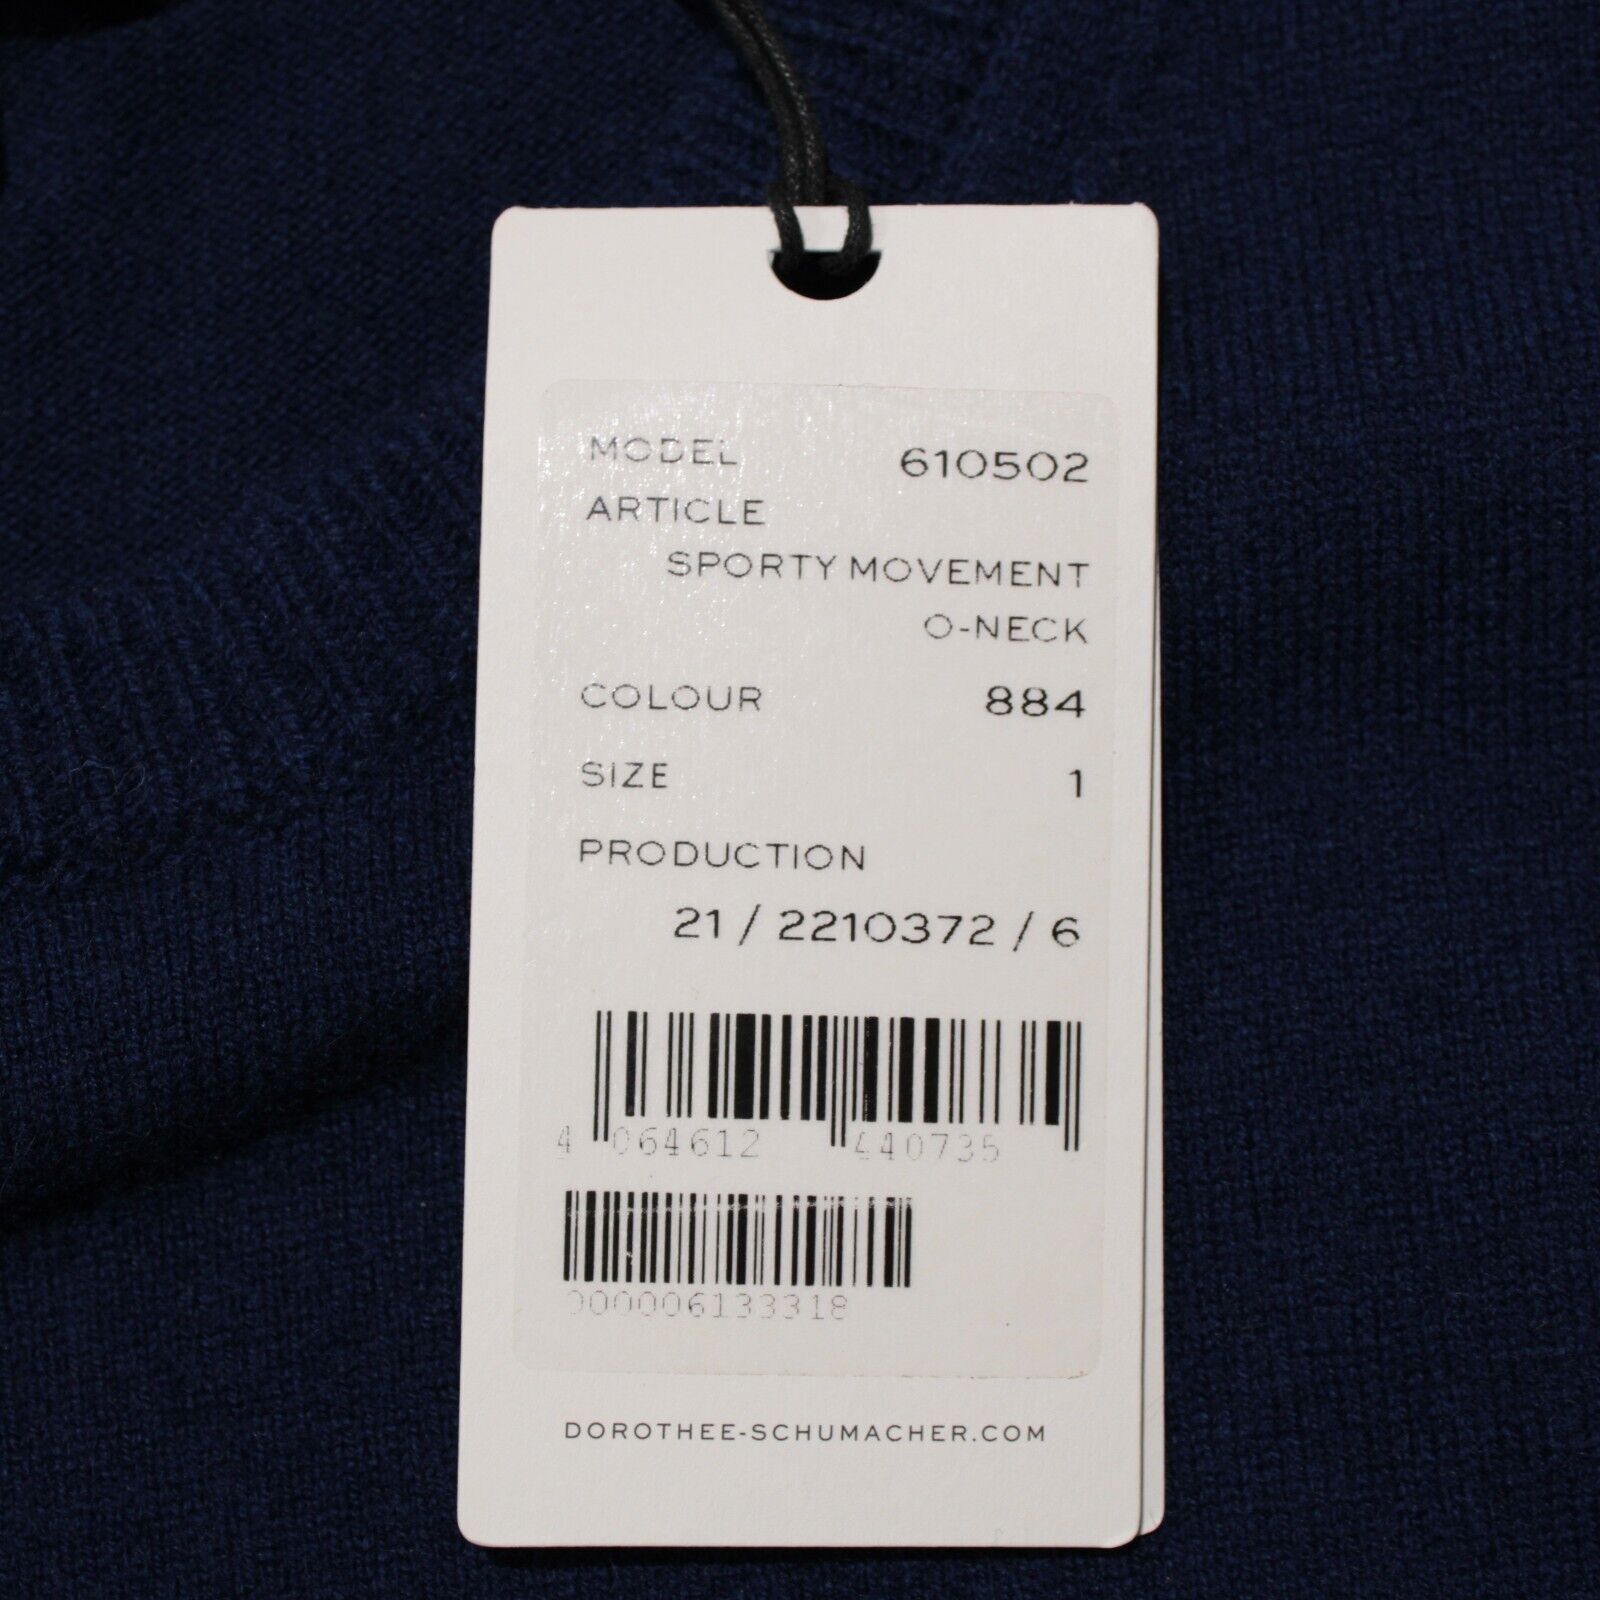 MODEL 610502
ARTICLE
SPORTY MOVEMENT
O-NECK
COLOUR 884
SIZE 1
PRODUCTION
21 / 2210372 / 6
4 064612 440735
000006133318
DOROTHEE-SCHUMACHER.COM